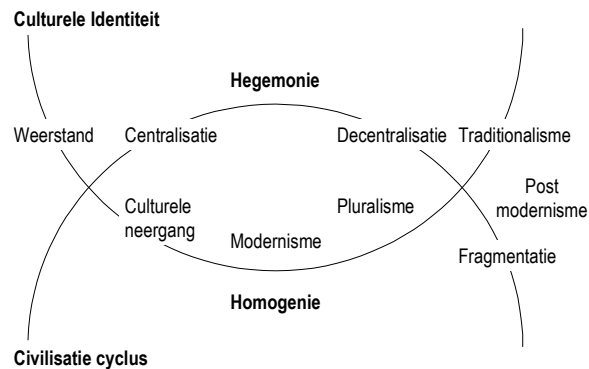 Culturele Identiteit
Hegemonie
Weerstand
Centralisatie
Decentralisatie
Traditionalisme
Culturele
neergang
Modernisme
Pluralisme
Post
modernisme
Fragmentatie
Homogenie
Civilisatie cyclus